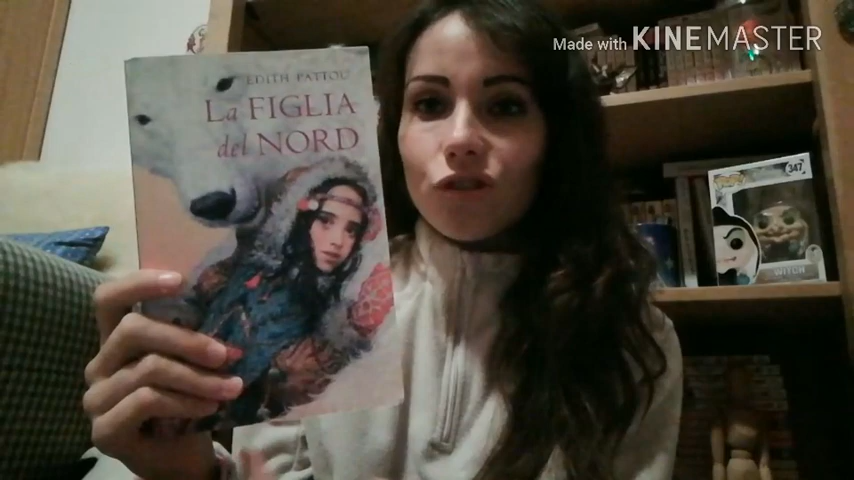 Made with KINEMASTER
EDITH PATTOU
La FIGLIA
del NORD
347
WITCH